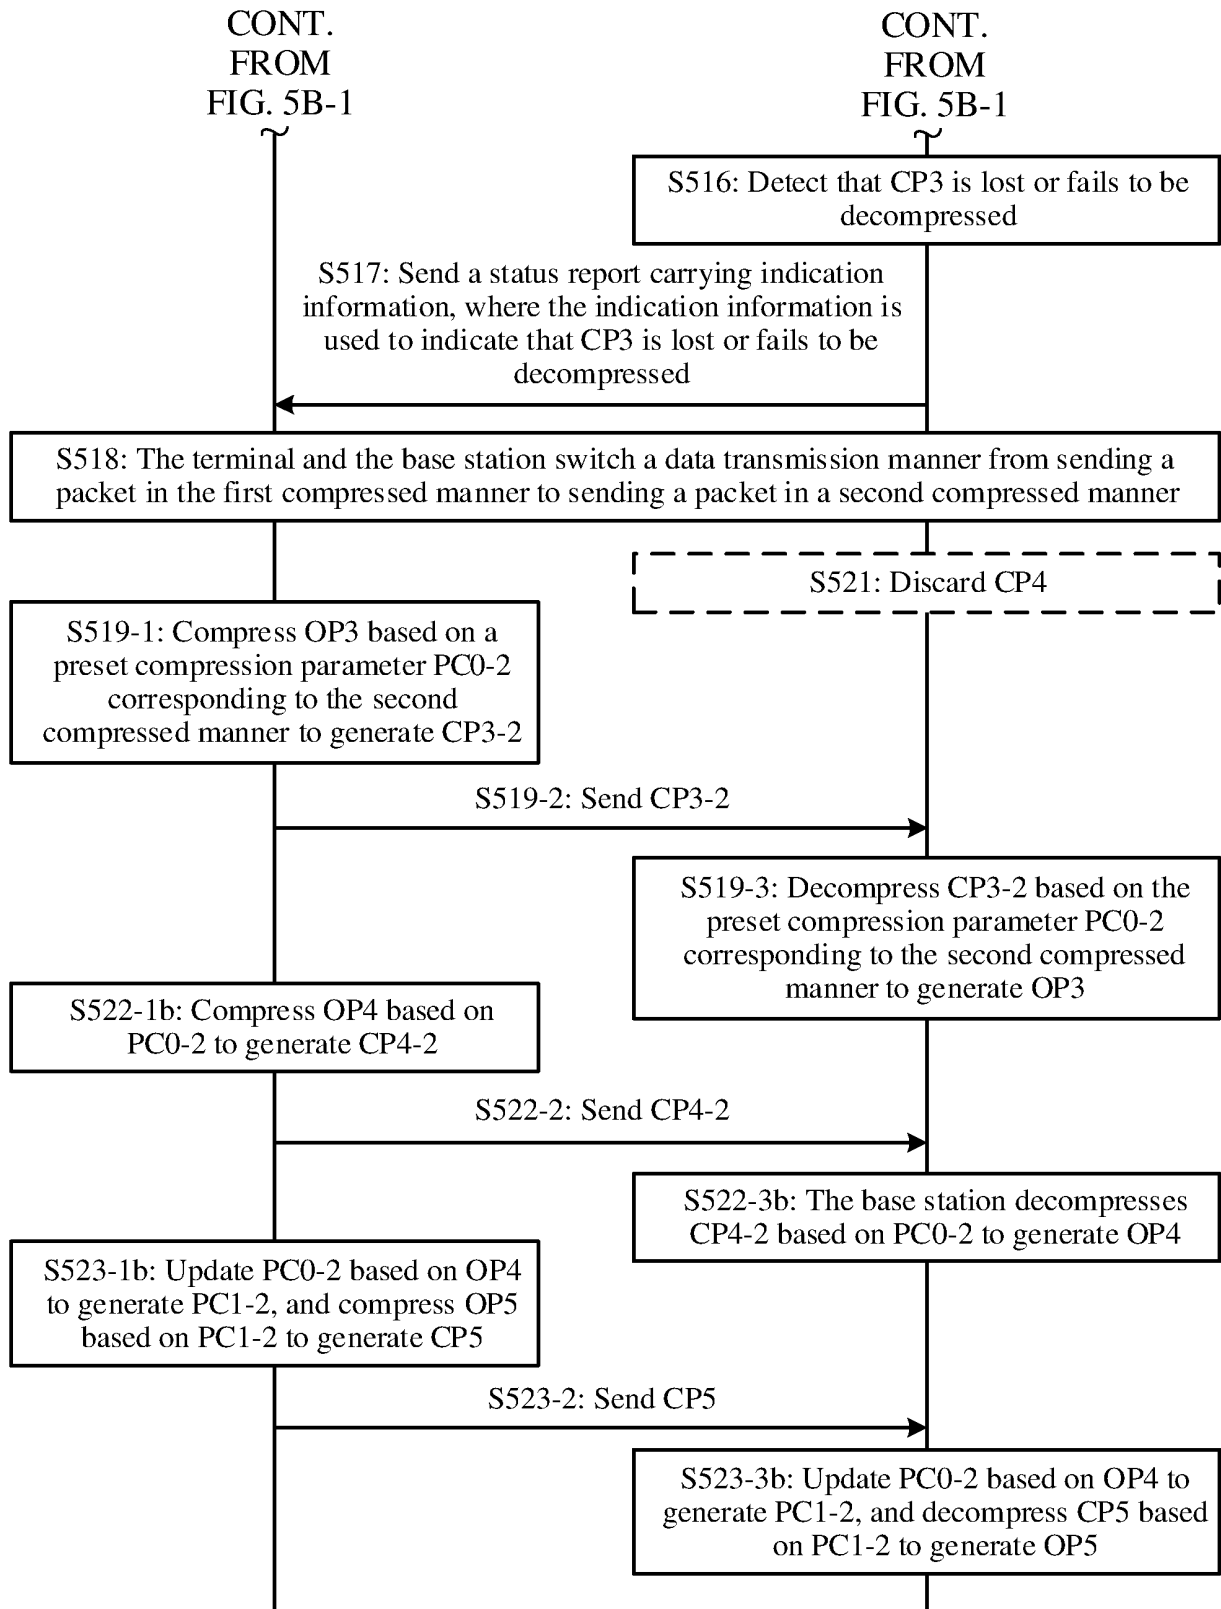 CONT.
FROM
FIG. 5B-1
CONT.
FROM
FIG. 5B-1
S516: Detect that CP3 is lost or fails to be
decompressed
S517: Send a status report carrying indication
information, where the indication information is
used to indicate that CP3 is lost or fails to be
decompressed
S518: The terminal and the base station switch a data transmission manner from sending a
packet in the first compressed manner to sending a packet in a second compressed manner
S521: Discard CP4
S519-1: Compress OP3 based on a
preset compression parameter PC0-2
corresponding to the second
compressed manner to generate CP3-2
S519-2: Send CP3-2
S519-3: Decompress CP3-2 based on the
preset compression parameter PC0-2
corresponding to the second compressed
manner to generate OP3
S522-1b: Compress OP4 based on
PC0-2 to generate CP4-2
S522-2: Send CP4-2
S522-3b: The base station decompresses
CP4-2 based on PC0-2 to generate OP4
S523-1b: Update PC0-2 based on OP4
to generate PC1-2, and compress OP5
based on PC1-2 to generate CP5
S523-2: Send CP5
S523-3b: Update PC0-2 based on OP4 to
generate PC1-2, and decompress CP5 based
on PC1-2 to generate OP5